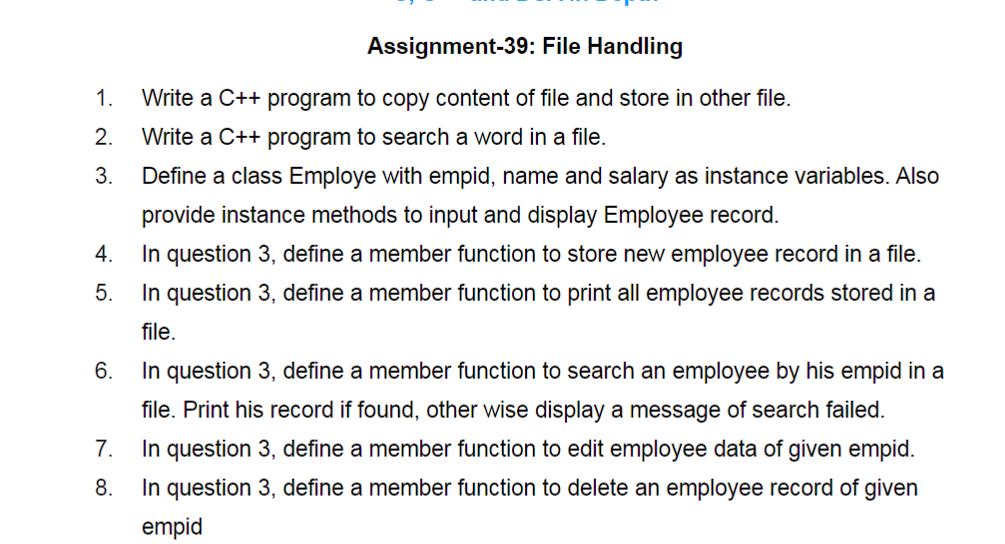 Assignment-39: File Handling
1. Write a C++ program to copy content of file and store in other file.
2. Write a C++ program to search a word in a file.
3. Define a class Employe with empid, name and salary as instance variables. Also
provide instance methods to input and display Employee record.
4. In question 3, define a member function to store new employee record in a file.
5. In question 3, define a member function to print all employee records stored in a
file.
6. In question 3, define a member function to search an employee by his empid in a
file. Print his record if found, other wise display a message of search failed.
7. In question 3, define a member function to edit employee data of given empid.
8. In question 3, define a member function to delete an employee record of given
empid